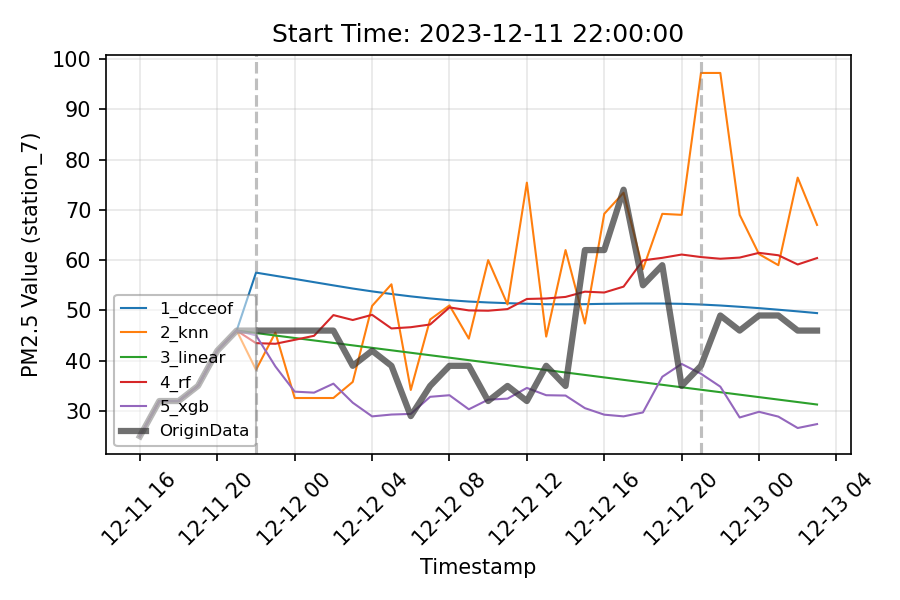 Start Time: 2023-12-11 22:00:00
PM2.5 Value (station_7)
100
90
80
70
60
50
40
30
1_dcceof
2_knn
3_linear
4_rf
5_xgb
OriginData
12-11 16
12-11 20
12-12 00
12-12 04
12-12 08
12-12 12
12-12 16
12-12 20
12-13 00
12-13 04
Timestamp